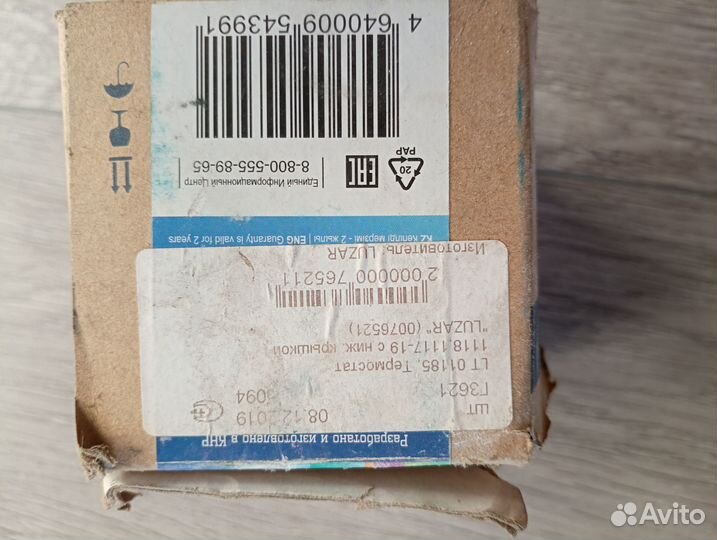 Разработано и изготовлено в КНР
шт 08.12.2019
Г3621
LT 01185, Термостат
1118,1117-19 с ниж. крышкой
"LUZAR" (0076521)
2 000000 765211
Изготовитель: LUZAR
KZ Кепілді мерзімі - 2 жылы | ENG Guaranty is valid for 2 years
Единый Информационный Центр
8-800-555-89-65
EAC
20
PAP
4 640009 543991
Avito